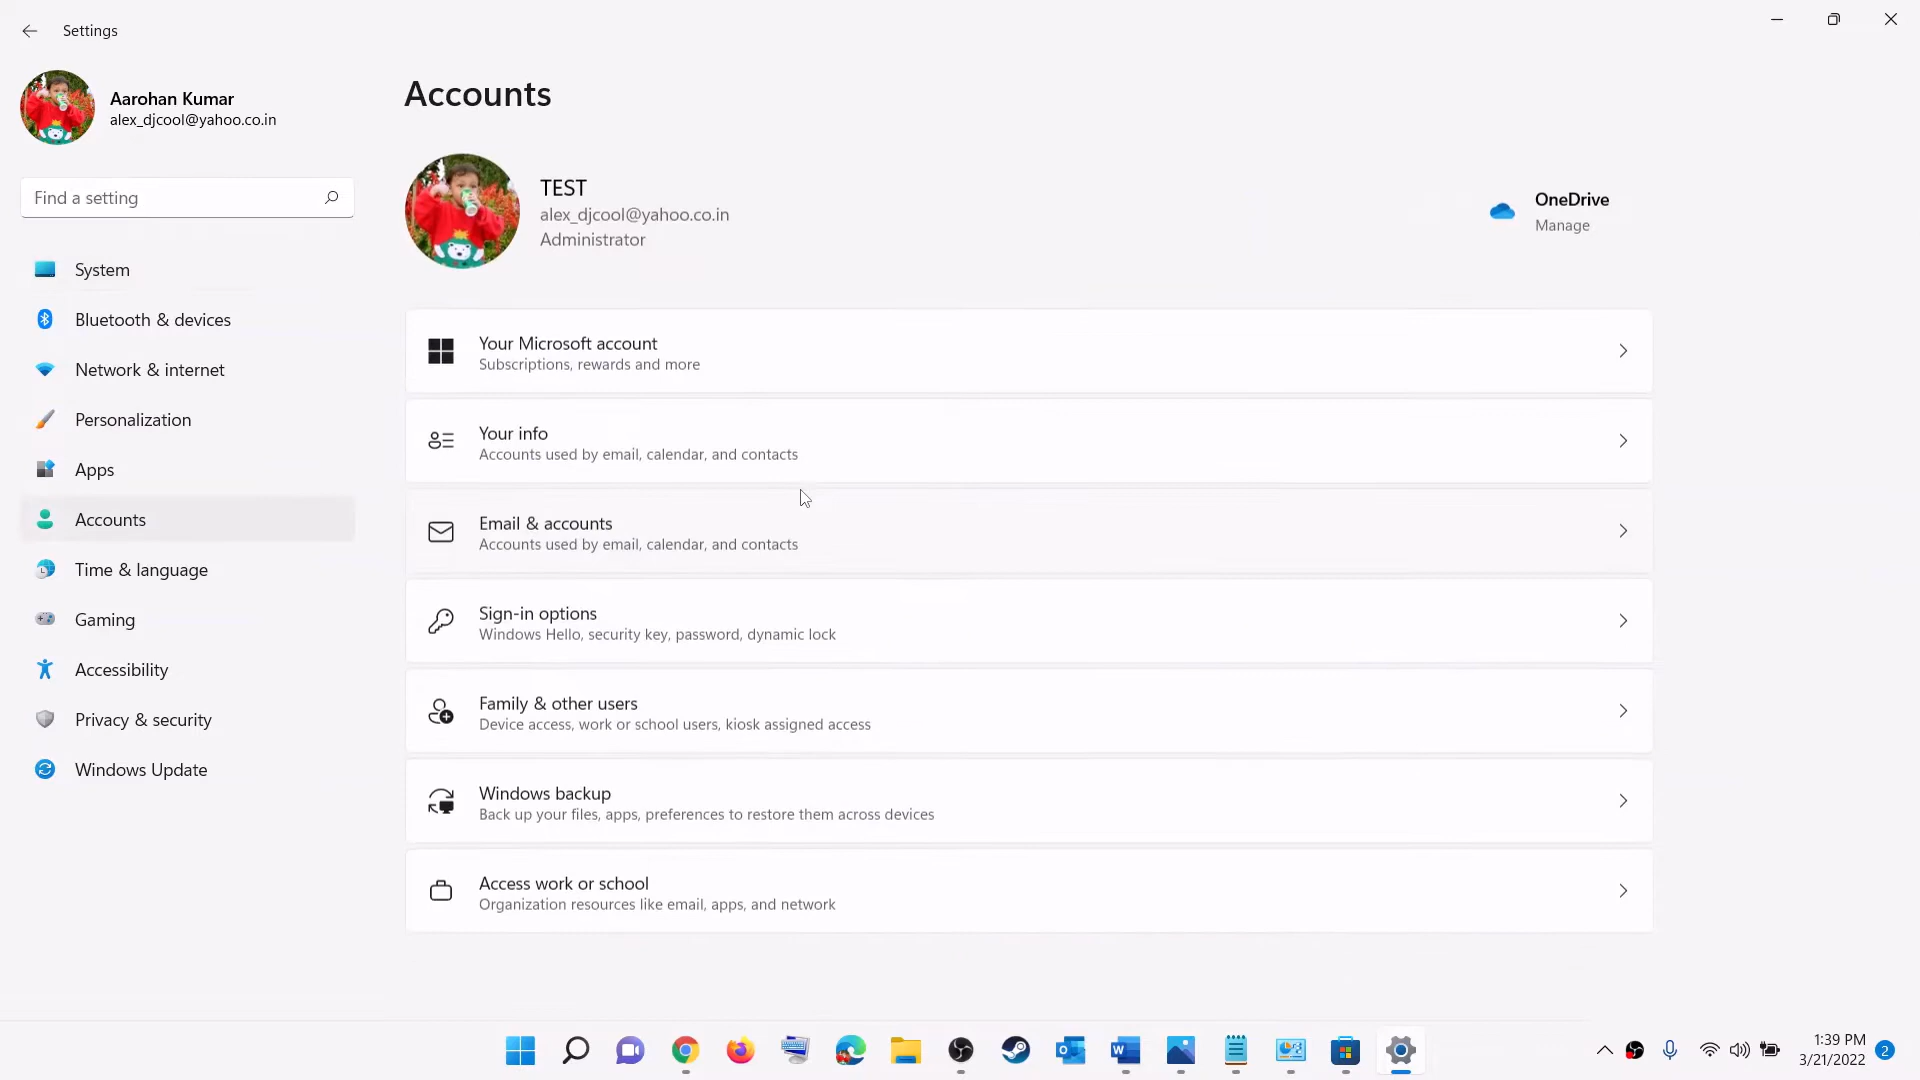 Settings
Aarohan Kumar
alex_djcool@yahoo.co.in
Find a setting
System
Bluetooth & devices
Network & internet
Personalization
Apps
Accounts
Time & language
Gaming
Accessibility
Privacy & security
Windows Update
Accounts
TEST
alex_djcool@yahoo.co.in
Administrator
OneDrive
Manage
Your Microsoft account
Subscriptions, rewards and more
Your info
Accounts used by email, calendar, and contacts
Email & accounts
Accounts used by email, calendar, and contacts
Sign-in options
Windows Hello, security key, password, dynamic lock
Family & other users
Device access, work or school users, kiosk assigned access
Windows backup
Back up your files, apps, preferences to restore them across devices
Access work or school
Organization resources like email, apps, and network
1:39 PM
3/21/2022
2